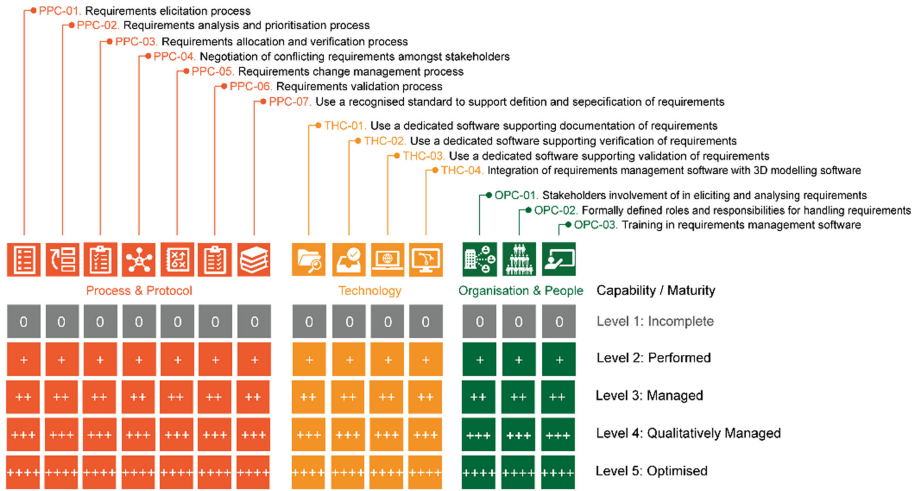 PPC-01. Requirements elicitation process
PPC-02. Requirements analysis and prioritisation process
PPC-03. Requirements allocation and verification process
PPC-04. Negotiation of conflicting requirements amongst stakeholders
PPC-05. Requirements change management process
PPC-06. Requirements validation process
PPC-07. Use a recognised standard to support defition and sepecification of requirements
THC-01. Use a dedicated software supporting documentation of requirements
THC-02. Use a dedicated software supporting verification of requirements
THC-03. Use a dedicated software supporting validation of requirements
THC-04. Integration of requirements management software with 3D modelling software
OPC-01. Stakeholders involvement of in eliciting and analysing requirements
OPC-02. Formally defined roles and responsibilities for handling requirements
OPC-03. Training in requirements management software
Process & Protocol Technology Organisation & People Capability / Maturity
0 0 0 0 0 0 0 0 0 0 0 0 0 0 Level 1: Incomplete
+ + + + + + + + + + + + + + Level 2: Performed
++ ++ ++ ++ ++ ++ ++ ++ ++ ++ ++ ++ ++ ++ Level 3: Managed
+++ +++ +++ +++ +++ +++ +++ +++ +++ +++ +++ +++ +++ +++ Level 4: Qualitatively Managed
++++ ++++ ++++ ++++ ++++ ++++ ++++ ++++ ++++ ++++ ++++ ++++ ++++ ++++ Level 5: Optimised